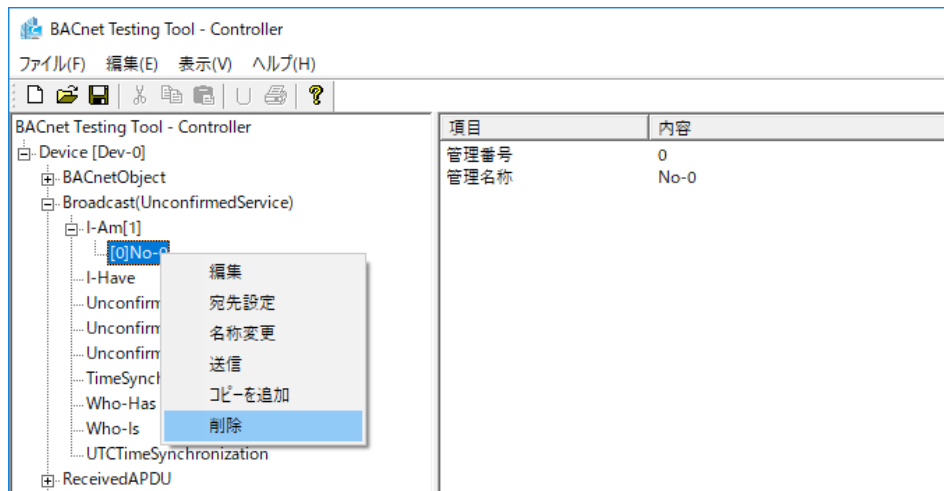 BACnet Testing Tool - Controller
ファイル(F) 編集(E) 表示(V) ヘルプ(H)
BACnet Testing Tool - Controller
Device [Dev-0]
BACnetObject
Broadcast(UnconfirmedService)
I-Am[1]
[0]No-0
I-Have
Unconfirm
Unconfirm
Unconfirm
TimeSynch
Who-Has
Who-Is
UTCTimeSynchronization
ReceivedAPDU
編集
宛先設定
名称変更
送信
コピーを追加
削除
項目 内容
管理番号 0
管理名称 No-0